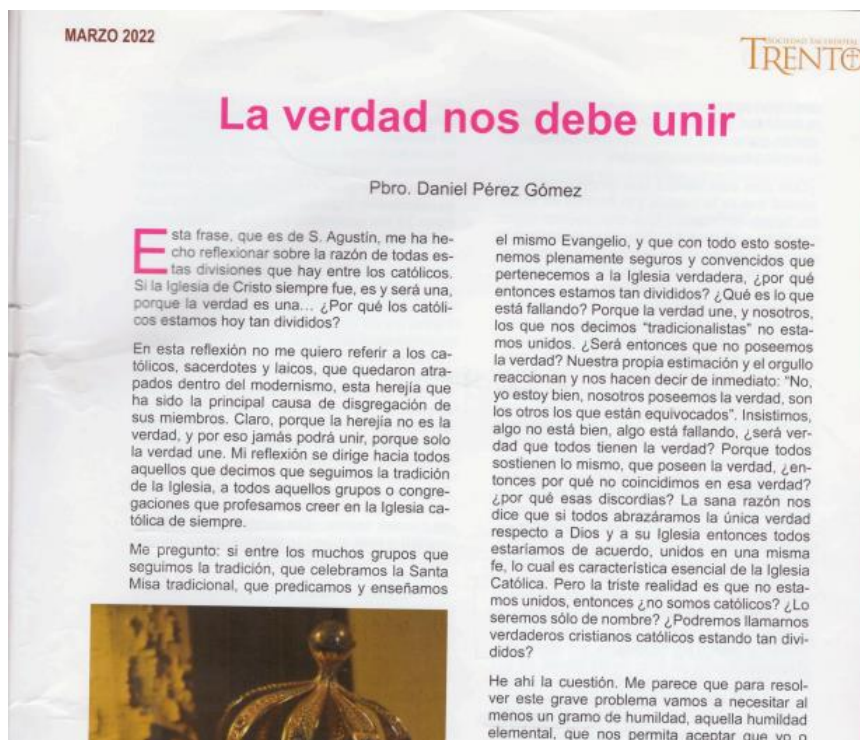 MARZO 2022
SOCIEDAD SACERDOTAL
TRENTO
La verdad nos debe unir
Pbro. Daniel Pérez Gómez
Esta frase, que es de S. Agustín, me ha he-
cho reflexionar sobre la razón de todas es-
tas divisiones que hay entre los católicos.
Si la Iglesia de Cristo siempre fue, es y será una,
porque la verdad es una... ¿Por qué los católi-
cos estamos hoy tan divididos?
En esta reflexión no me quiero referir a los ca-
tólicos, sacerdotes y laicos, que quedaron atra-
pados dentro del modernismo, esta herejía que
ha sido la principal causa de disgregación de
sus miembros. Claro, porque la herejía no es la
verdad, y por eso jamás podrá unir, porque solo
la verdad une. Mi reflexión se dirige hacia todos
aquellos que decimos que seguimos la tradición
de la Iglesia, a todos aquellos grupos o congre-
gaciones que profesamos creer en la Iglesia ca-
tólica de siempre.
Me pregunto: si entre los muchos grupos que
seguimos la tradición, que celebramos la Santa
Misa tradicional, que predicamos y enseñamos
el mismo Evangelio, y que con todo esto soste-
nemos plenamente seguros y convencidos que
pertenecemos a la Iglesia verdadera, ¿por qué
entonces estamos tan divididos? ¿Qué es lo que
está fallando? Porque la verdad une, y nosotros,
los que nos decimos “tradicionalistas” no esta-
mos unidos. ¿Será entonces que no poseemos
la verdad? Nuestra propia estimación y el orgullo
reaccionan y nos hacen decir de inmediato: “No,
yo estoy bien, nosotros poseemos la verdad, son
los otros los que están equivocados”. Insistimos,
algo no está bien, algo está fallando, ¿será ver-
dad que todos tienen la verdad? Porque todos
sostienen lo mismo, que poseen la verdad, ¿en-
tonces por qué no coincidimos en esa verdad?
¿por qué esas discordias? La sana razón nos
dice que si todos abrazáramos la única verdad
respecto a Dios y a su Iglesia entonces todos
estaríamos de acuerdo, unidos en una misma
fe, lo cual es característica esencial de la Iglesia
Católica. Pero la triste realidad es que no esta-
mos unidos, entonces ¿no somos católicos? ¿Lo
seremos sólo de nombre? ¿Podremos llamarnos
verdaderos cristianos católicos estando tan divi-
didos?
He ahí la cuestión. Me parece que para resol-
ver este grave problema vamos a necesitar al
menos un gramo de humildad, aquella humildad
elemental, que nos permita aceptar que yo o